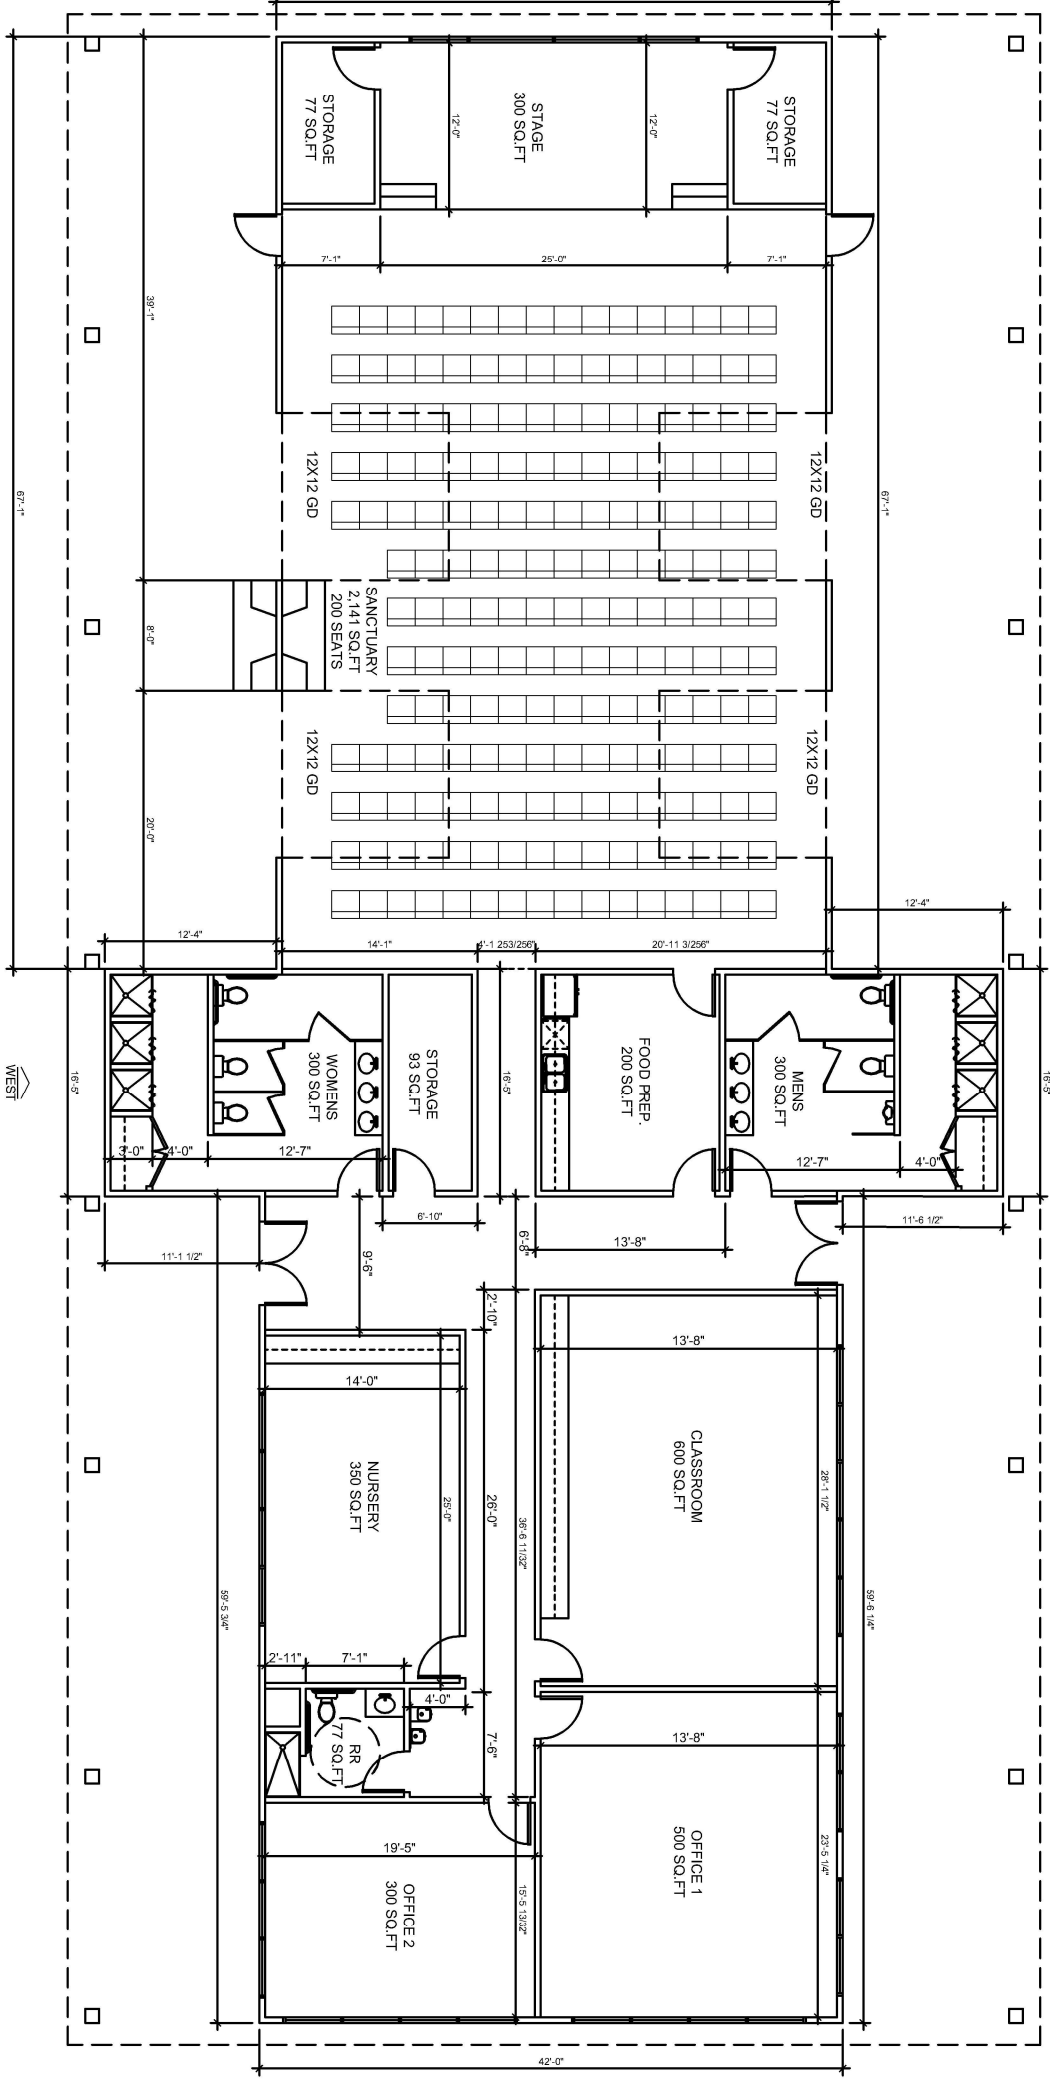 STORAGE
77 SQ.FT
STAGE
300 SQ.FT
STORAGE
77 SQ.FT
12'-0"
12'-0"
7'-1"
25'-0"
7'-1"
39'-1"
67'-1"
67'-1"
12X12 GD
12X12 GD
SANCTUARY
2,141 SQ.FT
200 SEATS
8'-0"
12X12 GD
12X12 GD
20'-0"
12'-4"
12'-4"
14'-1"
4'-1 253/256"
20'-11 3/256"
WOMENS
300 SQ.FT
STORAGE
93 SQ.FT
FOOD PREP.
200 SQ.FT
MENS
300 SQ.FT
16'-5"
16'-5"
16'-5"
WEST
3'-0"
4'-0"
12'-7"
12'-7"
4'-0"
6'-10"
11'-1 1/2"
9'-6"
6'-8"
13'-8"
11'-6 1/2"
2'-10"
13'-8"
14'-0"
NURSERY
350 SQ.FT
25'-0"
26'-0"
36'-6 11/32"
CLASSROOM
600 SQ.FT
28'-1 1/2"
59'-5 3/4"
59'-6 1/4"
2'-11"
7'-1"
4'-0"
RR
77 SQ.FT
7'-6"
13'-8"
19'-5"
OFFICE 2
300 SQ.FT
15'-5 13/32"
OFFICE 1
500 SQ.FT
23'-5 1/4"
42'-0"